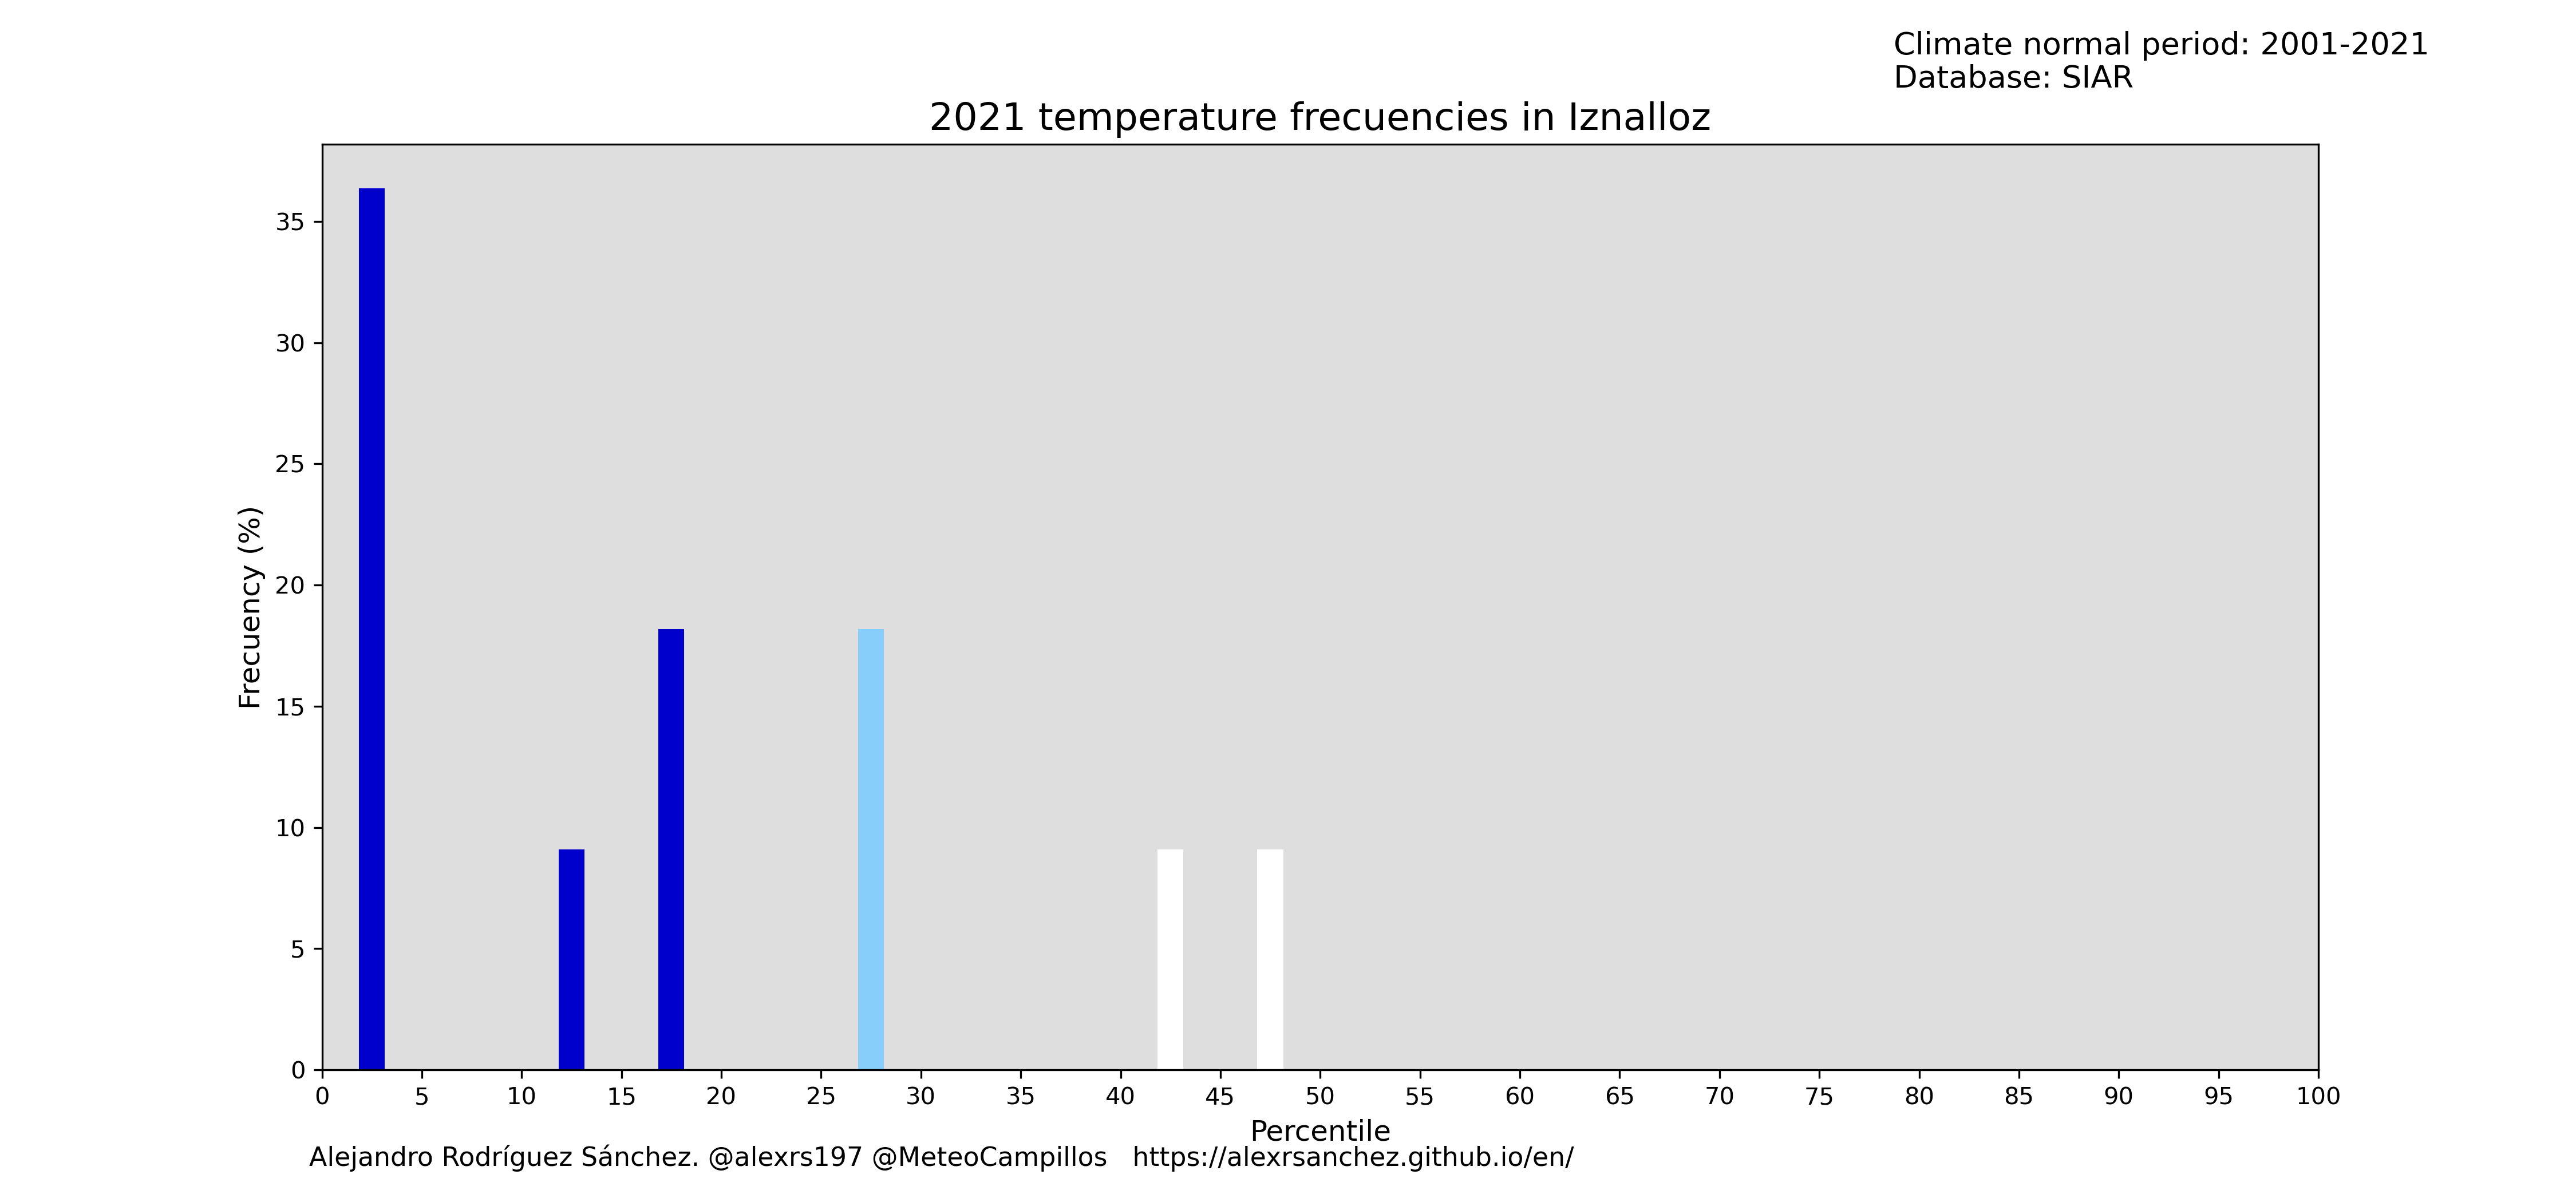 Climate normal period: 2001-2021
Database: SIAR
2021 temperature frecuencies in Iznalloz
Frecuency (%)
35
30
25
20
15
10
5
0
0 5 10 15 20 25 30 35 40 45 50 55 60 65 70 75 80 85 90 95 100
Percentile
Alejandro Rodríguez Sánchez. @alexrs197 @MeteoCampillos https://alexrsanchez.github.io/en/